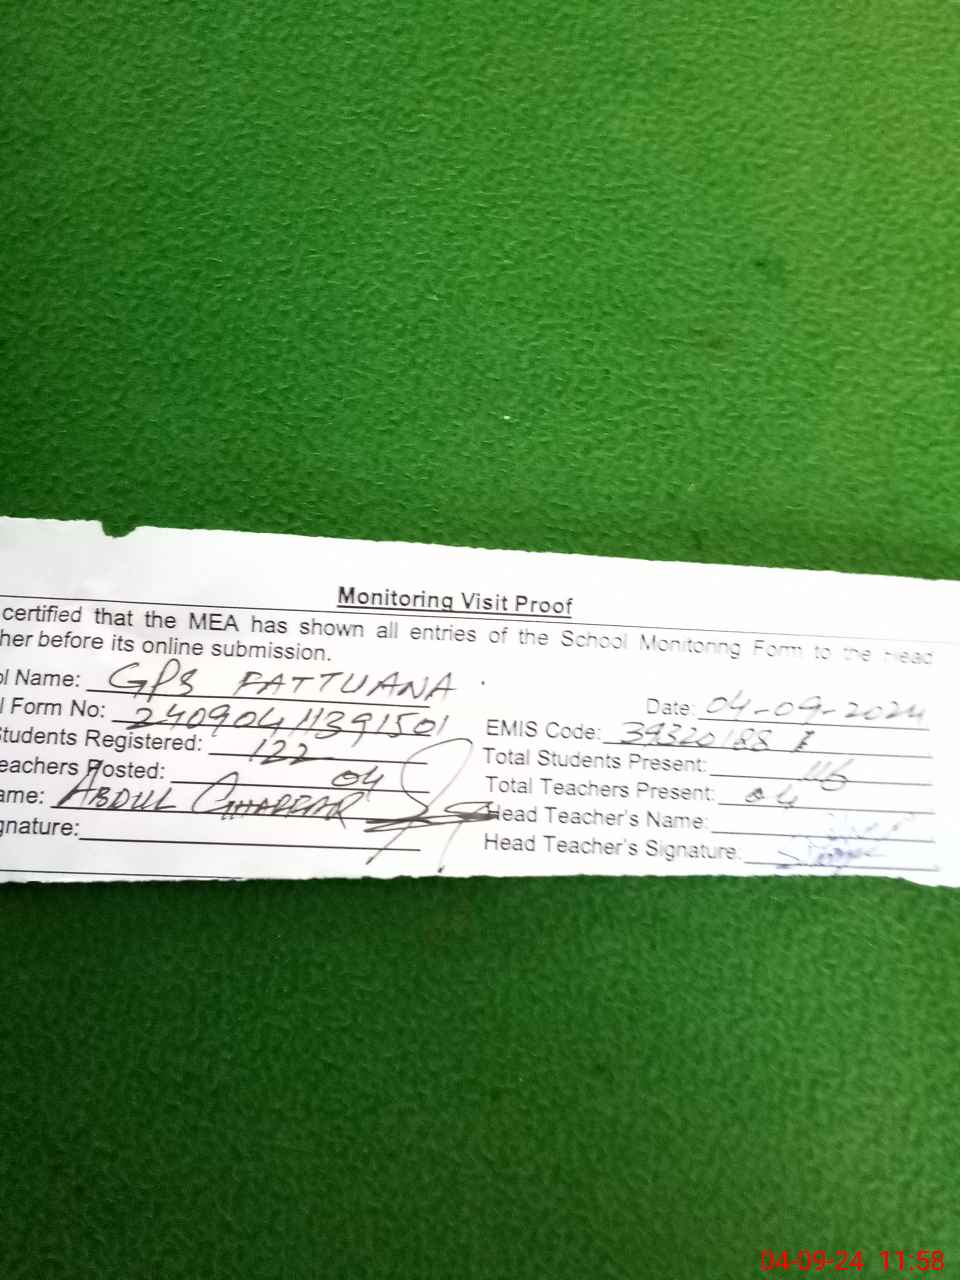 Monitoring Visit Proof
certified that the MEA has shown all entries of the School Monitoring Form to the Head
her before its online submission.
ol Name: GPS FATTUANA
Date: 04-09-2024
l Form No: 24090411391501
EMIS Code: 39320188
tudents Registered: 122
Total Students Present: 116
eachers Posted: 04
Total Teachers Present: 04
ame: ABDUL GHAFFAR
Head Teacher's Name:
gnature:
Head Teacher's Signature:
04-09-24 11:58